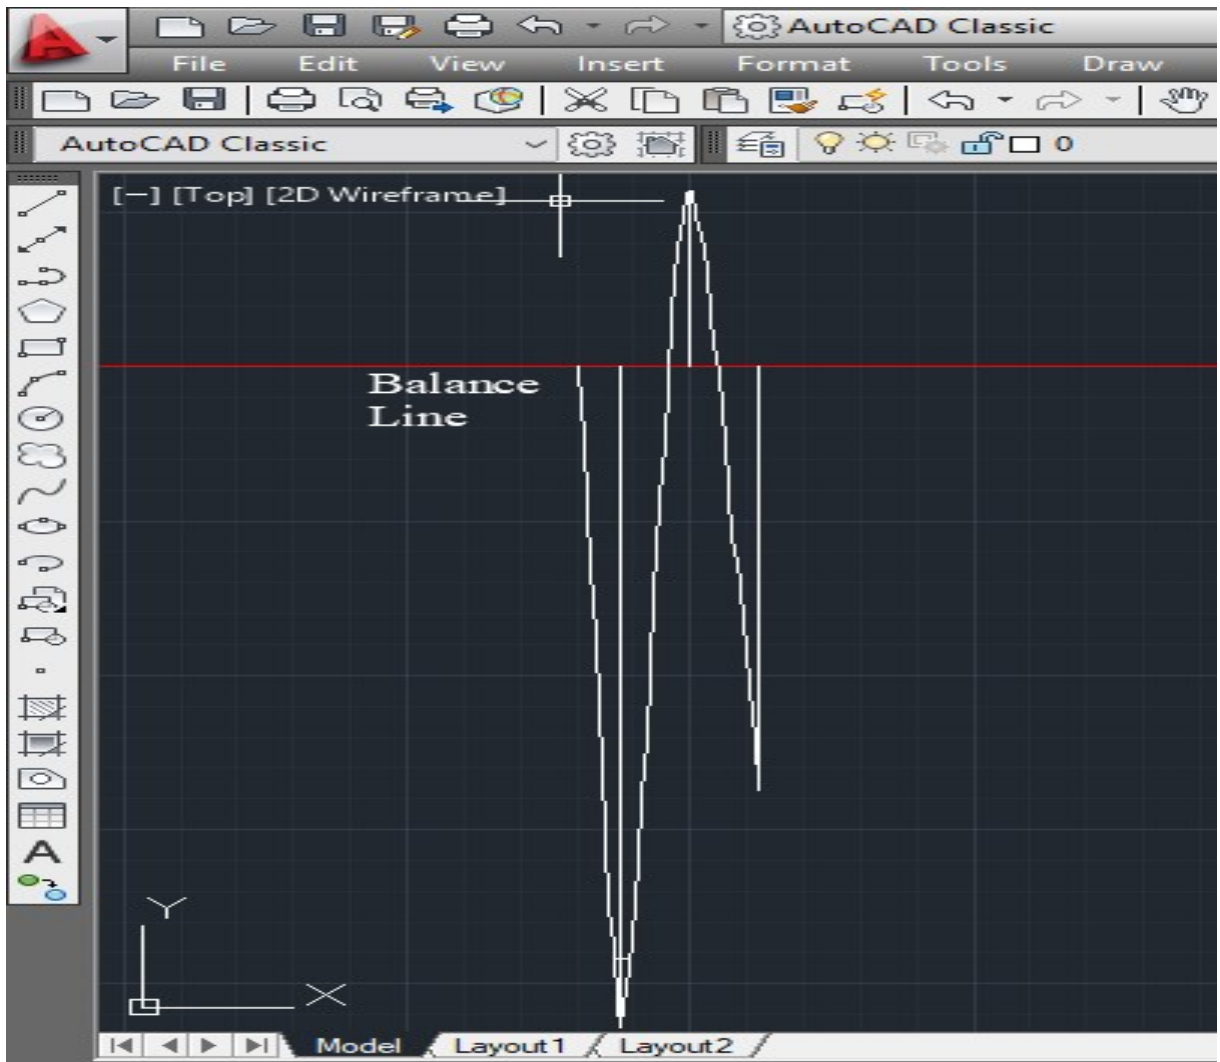 AutoCAD Classic
File Edit View Insert Format Tools Draw
AutoCAD Classic 0
[−] [Top] [2D Wireframe]
Balance
Line
Y
X
Model Layout1 Layout2